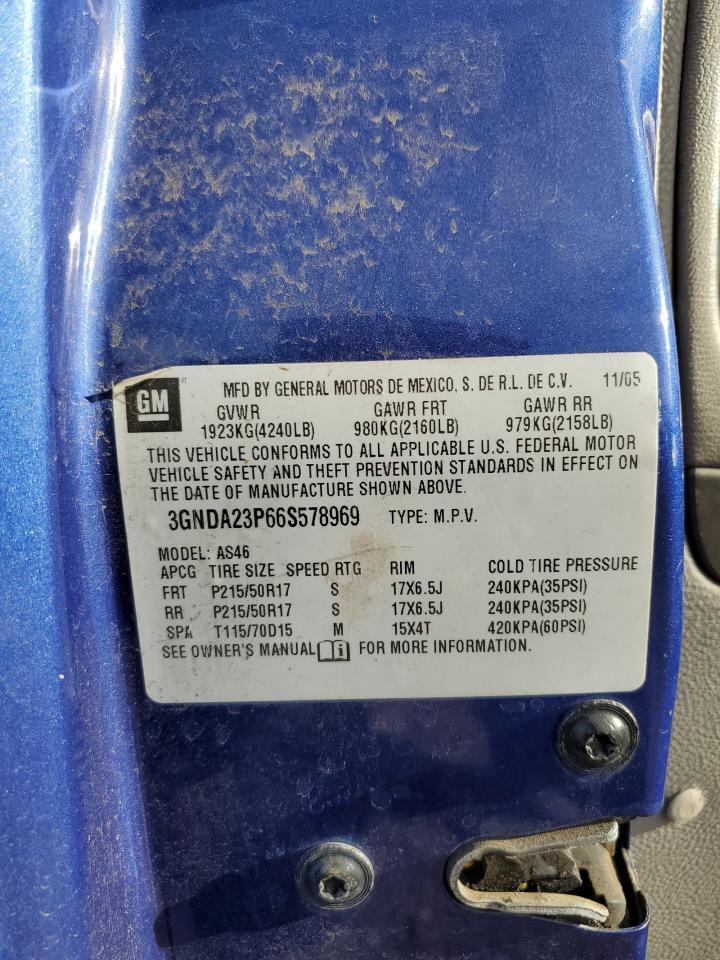 GM
MFD BY GENERAL MOTORS DE MEXICO, S. DE R.L. DE C.V. 11/05
GVWR GAWR FRT GAWR RR
1923KG(4240LB) 980KG(2160LB) 979KG(2158LB)
THIS VEHICLE CONFORMS TO ALL APPLICABLE U.S. FEDERAL MOTOR
VEHICLE SAFETY AND THEFT PREVENTION STANDARDS IN EFFECT ON
THE DATE OF MANUFACTURE SHOWN ABOVE.
3GNDA23P66S578969 TYPE: M.P.V.
MODEL: AS46
APCG TIRE SIZE SPEED RTG RIM COLD TIRE PRESSURE
FRT P215/50R17 S 17X6.5J 240KPA(35PSI)
RR P215/50R17 S 17X6.5J 240KPA(35PSI)
SPA T115/70D15 M 15X4T 420KPA(60PSI)
SEE OWNER'S MANUAL i FOR MORE INFORMATION.